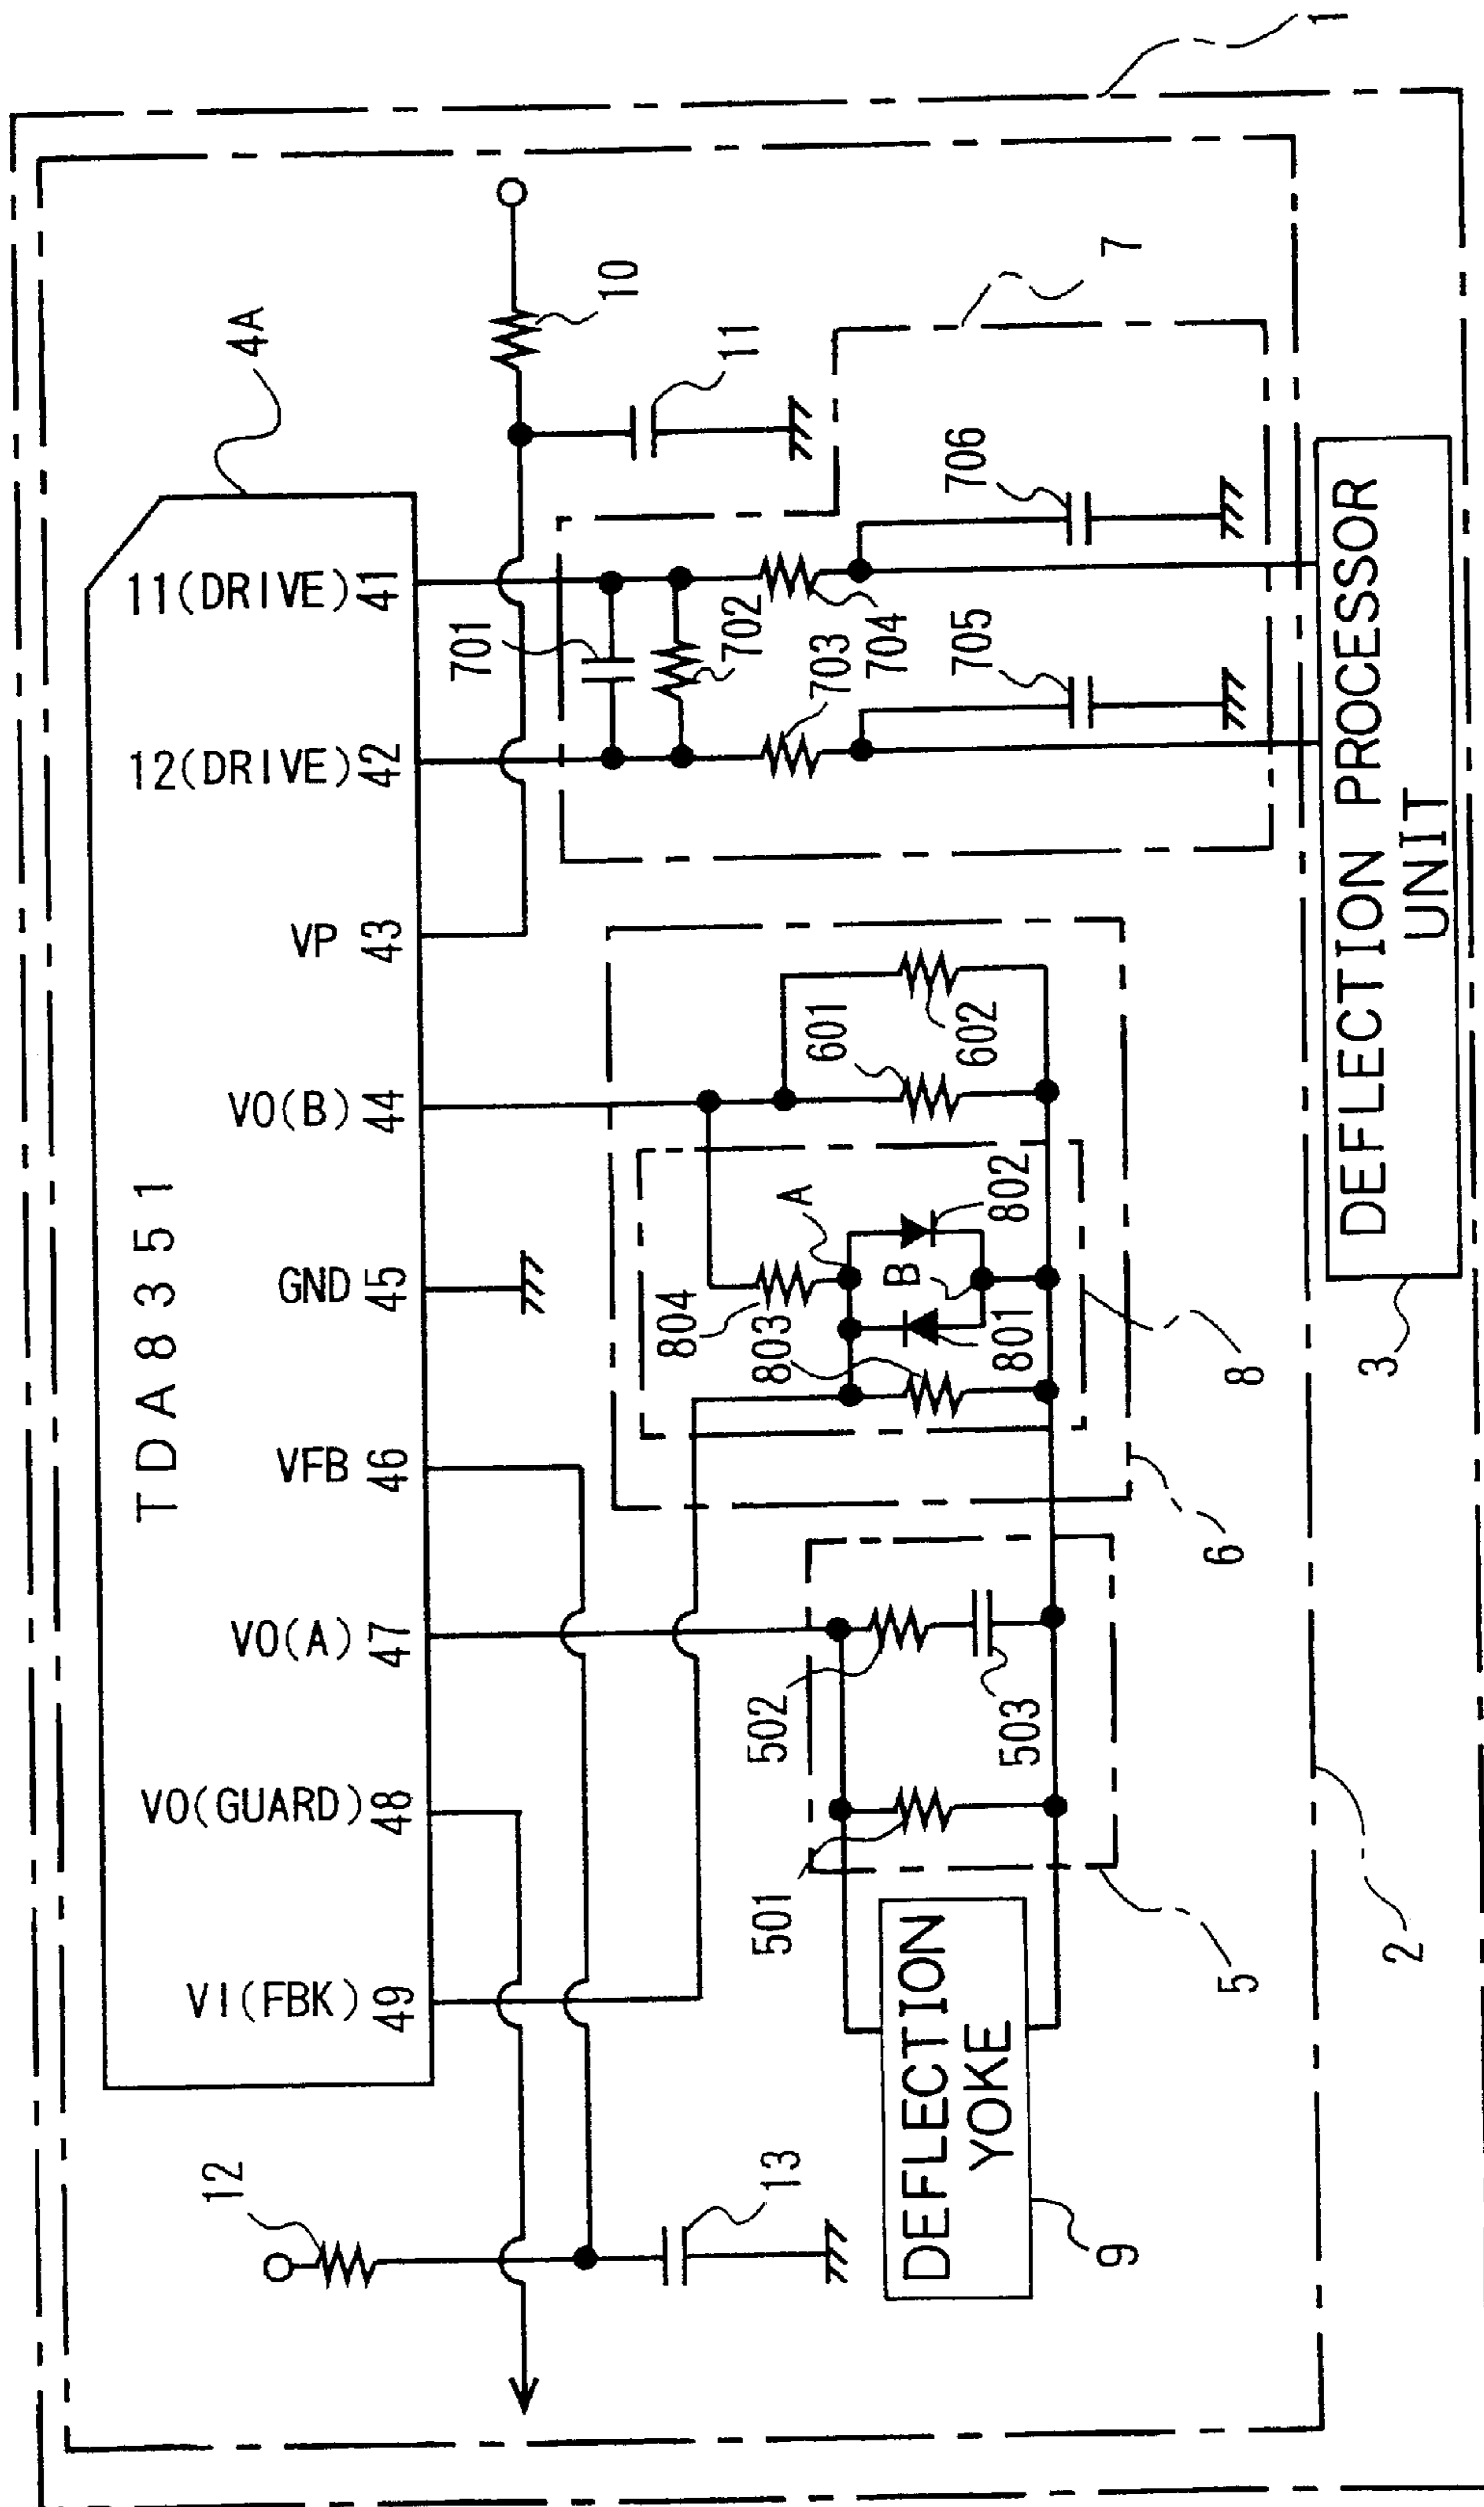 1
4A
TDA8351
11(DRIVE) 41
12(DRIVE) 42
VP 43
VO(B) 44
GND 45
VFB 46
VO(A) 47
VO(GUARD) 48
VI(FBK) 49
10
11
12
13
7
701
702
703
704
705
706
601
602
A
B
801
802
803
804
8
6
501
502
503
5
DEFLECTION
YOKE
9
2
DEFLECTION PROCESSOR
UNIT
3